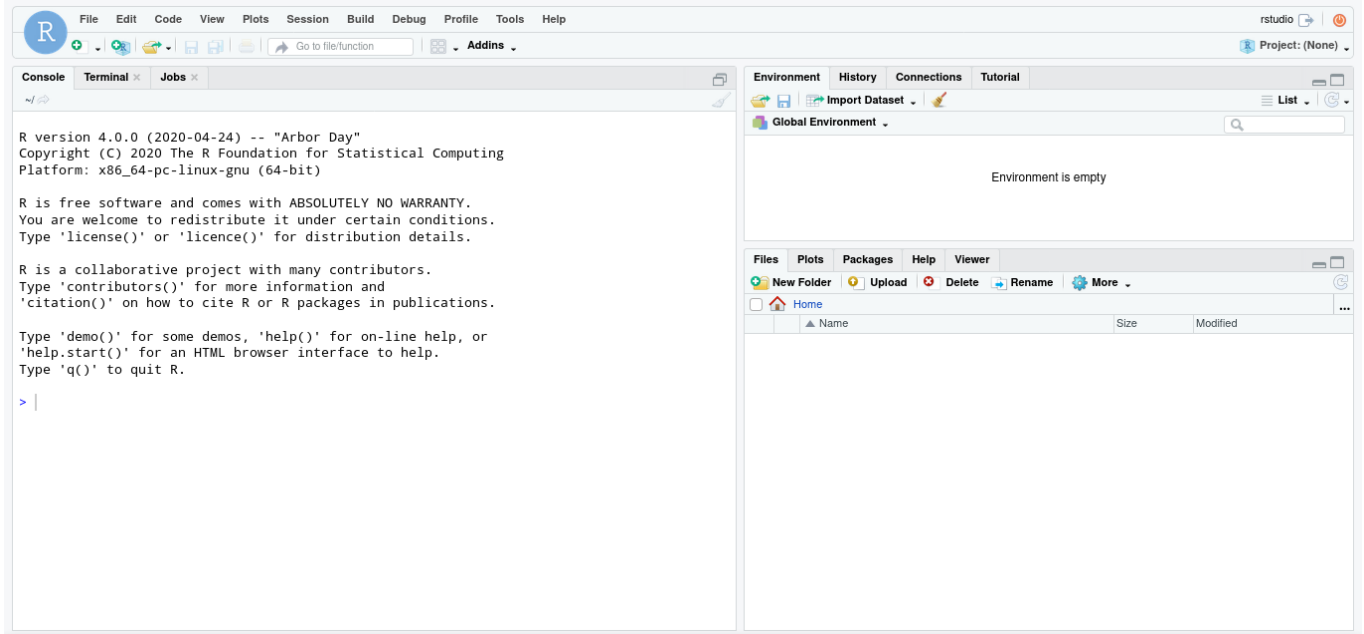 R
File Edit Code View Plots Session Build Debug Profile Tools Help
rstudio
Go to file/function
Addins
Project: (None)
Console Terminal Jobs
~/
R version 4.0.0 (2020-04-24) -- "Arbor Day"
Copyright (C) 2020 The R Foundation for Statistical Computing
Platform: x86_64-pc-linux-gnu (64-bit)
R is free software and comes with ABSOLUTELY NO WARRANTY.
You are welcome to redistribute it under certain conditions.
Type 'license()' or 'licence()' for distribution details.
R is a collaborative project with many contributors.
Type 'contributors()' for more information and
'citation()' on how to cite R or R packages in publications.
Type 'demo()' for some demos, 'help()' for on-line help, or
'help.start()' for an HTML browser interface to help.
Type 'q()' to quit R.
>
Environment History Connections Tutorial
Import Dataset
List
Global Environment
Environment is empty
Files Plots Packages Help Viewer
New Folder Upload Delete Rename More
Home
...
Name Size Modified